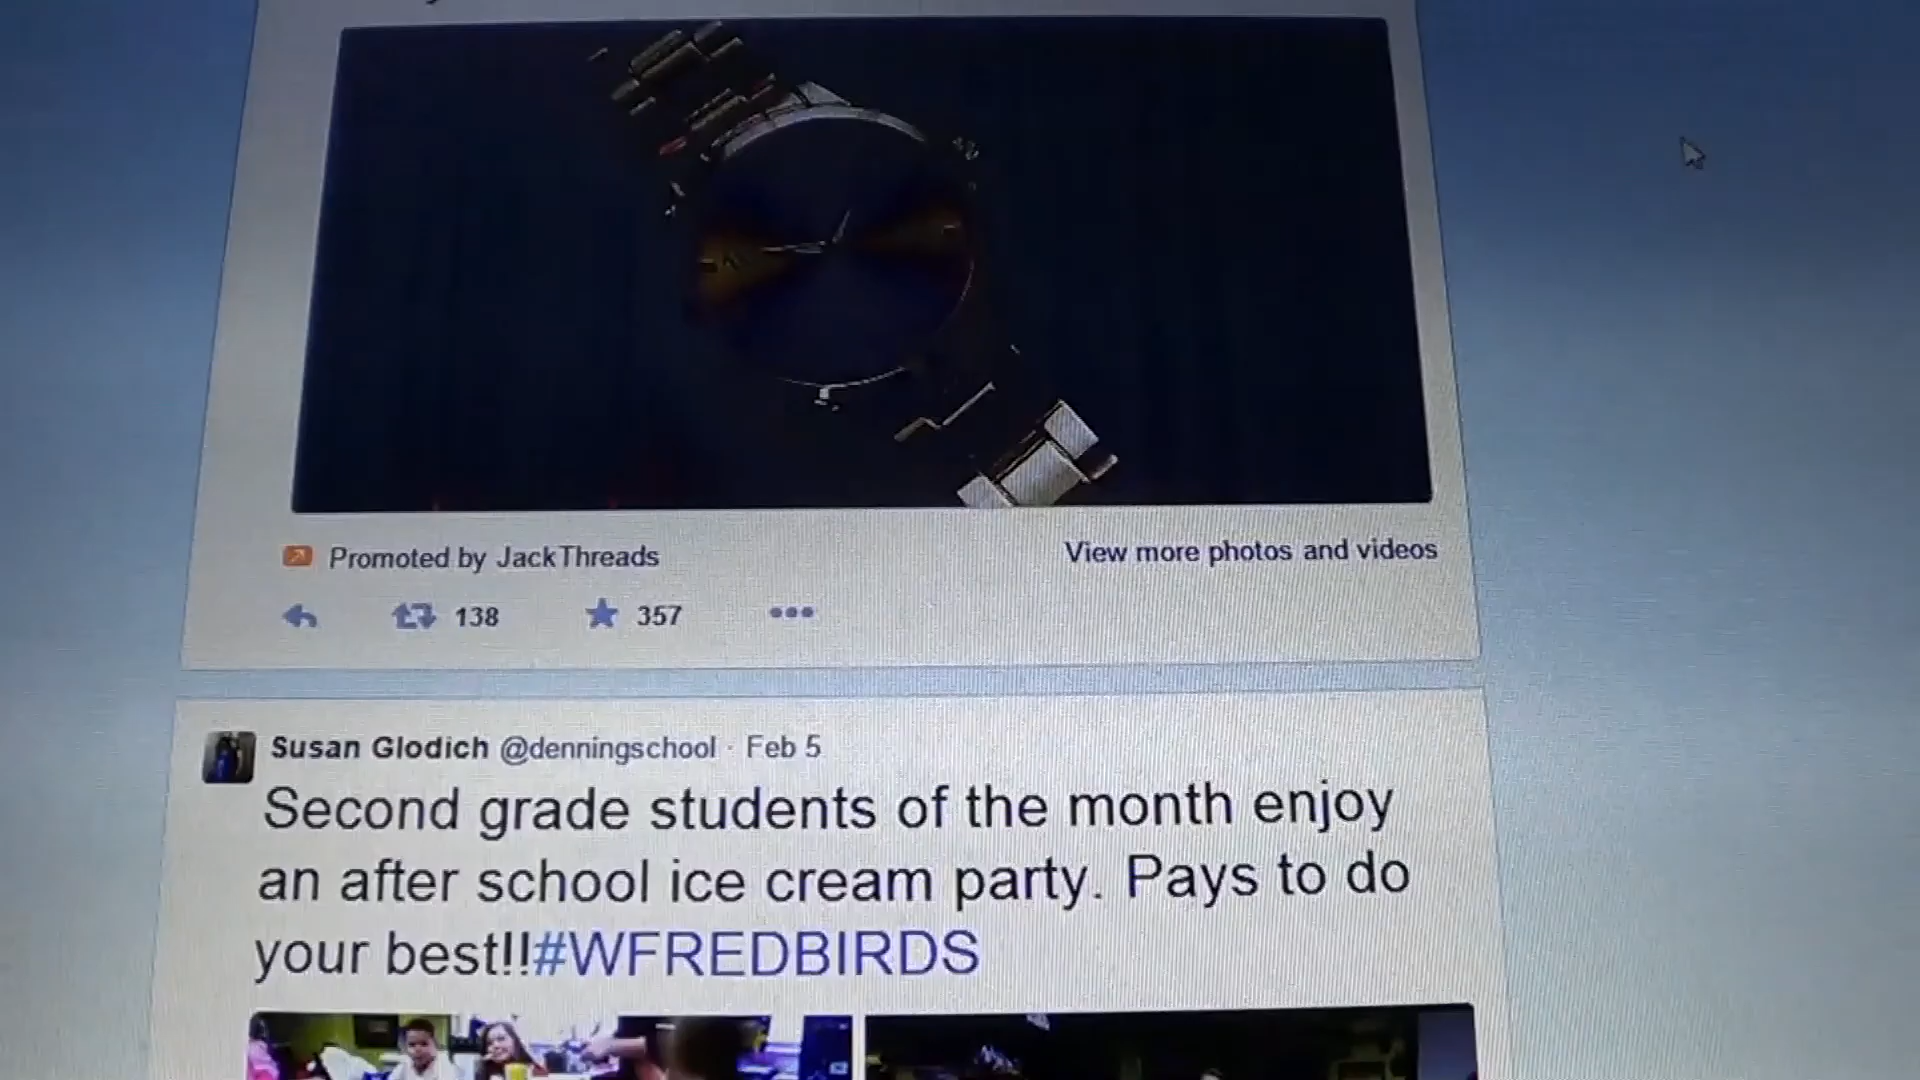 Promoted by JackThreads
View more photos and videos
138 357
Susan Glodich @denningschool · Feb 5
Second grade students of the month enjoy
an after school ice cream party. Pays to do
your best!!#WFREDBIRDS